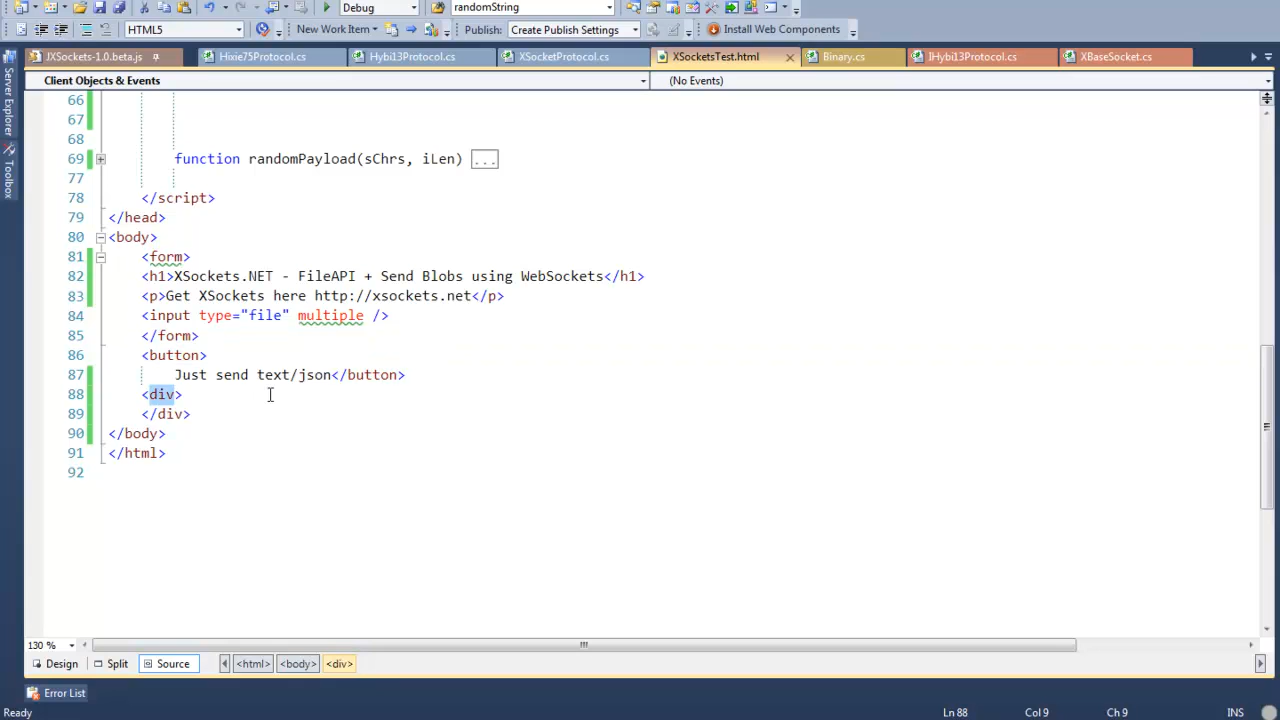 Debug randomString
HTML5 New Work Item Publish: Create Publish Settings Install Web Components
JXSockets-1.0.beta.js Hixie75Protocol.cs Hybi13Protocol.cs XSocketProtocol.cs XSocketsTest.html Binary.cs IHybi13Protocol.cs XBaseSocket.cs
Client Objects & Events (No Events)
Server Explorer
Toolbox
66
67
68
69 function randomPayload(sChrs, iLen) ...
77
78 </script>
79 </head>
80 <body>
81 <form>
82 <h1>XSockets.NET - FileAPI + Send Blobs using WebSockets</h1>
83 <p>Get XSockets here http://xsockets.net</p>
84 <input type="file" multiple />
85 </form>
86 <button>
87 Just send text/json</button>
88 <div>
89 </div>
90 </body>
91 </html>
92
130 %
Design Split Source <html> <body> <div>
Error List
Ready Ln 88 Col 9 Ch 9 INS